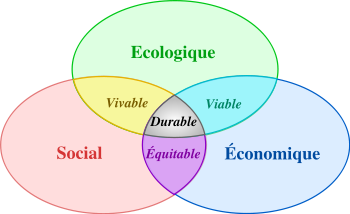 Ecologique
Vivable
Viable
Durable
Social
Équitable
Économique